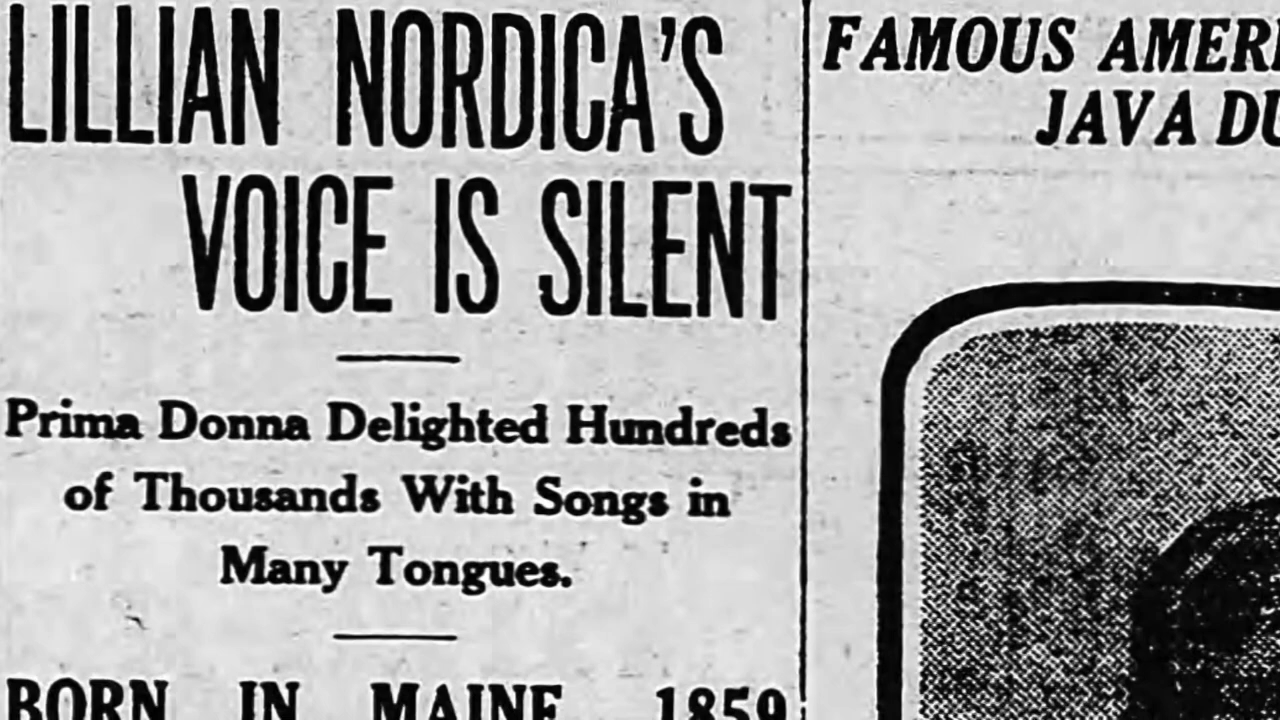 LILLIAN NORDICA'S
VOICE IS SILENT
Prima Donna Delighted Hundreds
of Thousands With Songs in
Many Tongues.
BORN IN MAINE 1859
FAMOUS AMERI
JAVA DU